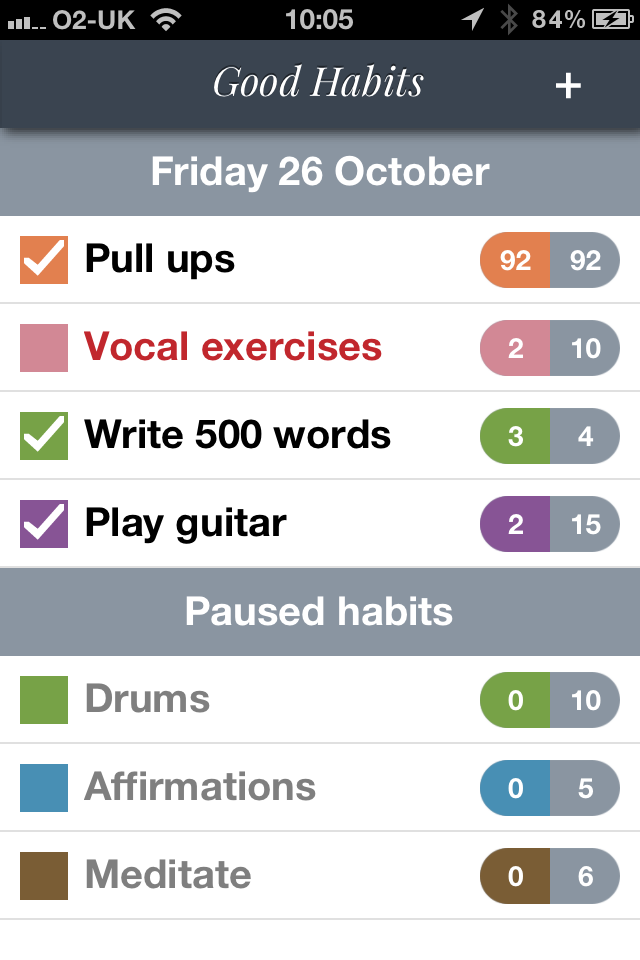 O2-UK 10:05 84%
Good Habits +
Friday 26 October
Pull ups 92 92
Vocal exercises 2 10
Write 500 words 3 4
Play guitar 2 15
Paused habits
Drums 0 10
Affirmations 0 5
Meditate 0 6